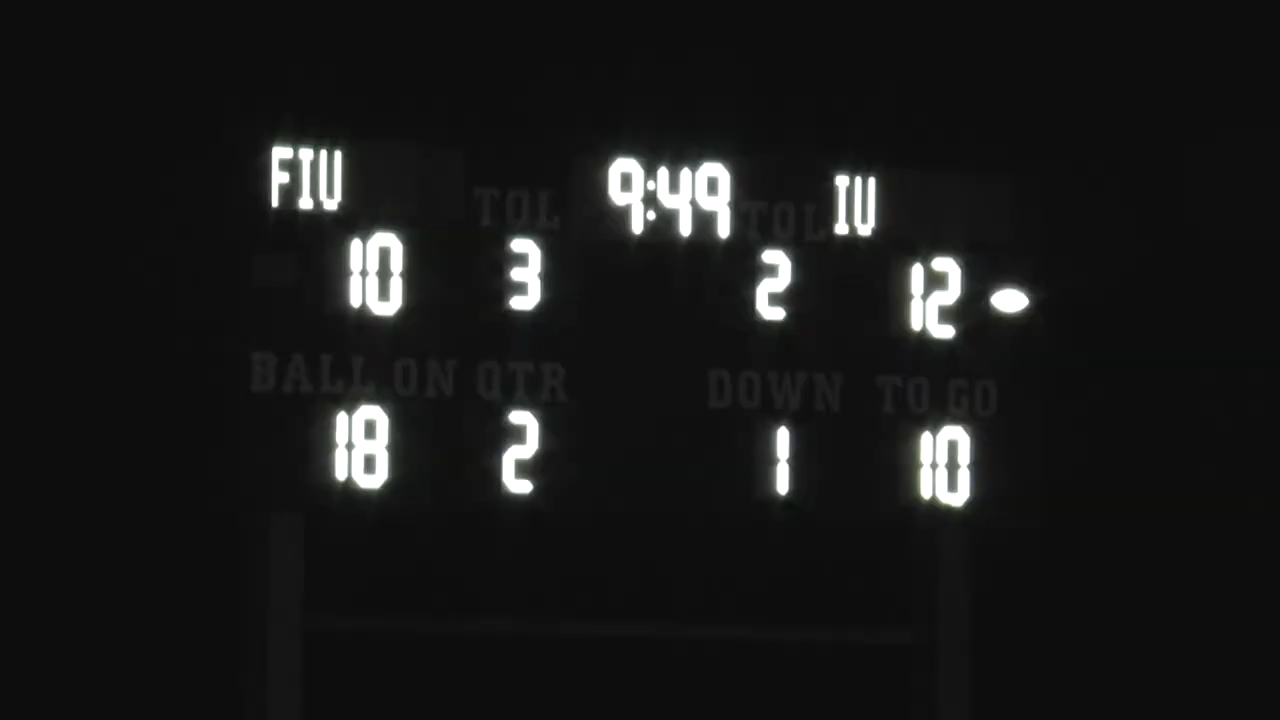 FIU 9:49 IU
TOL TOL
10 3 2 12
BALL ON QTR DOWN TO GO
18 2 1 10